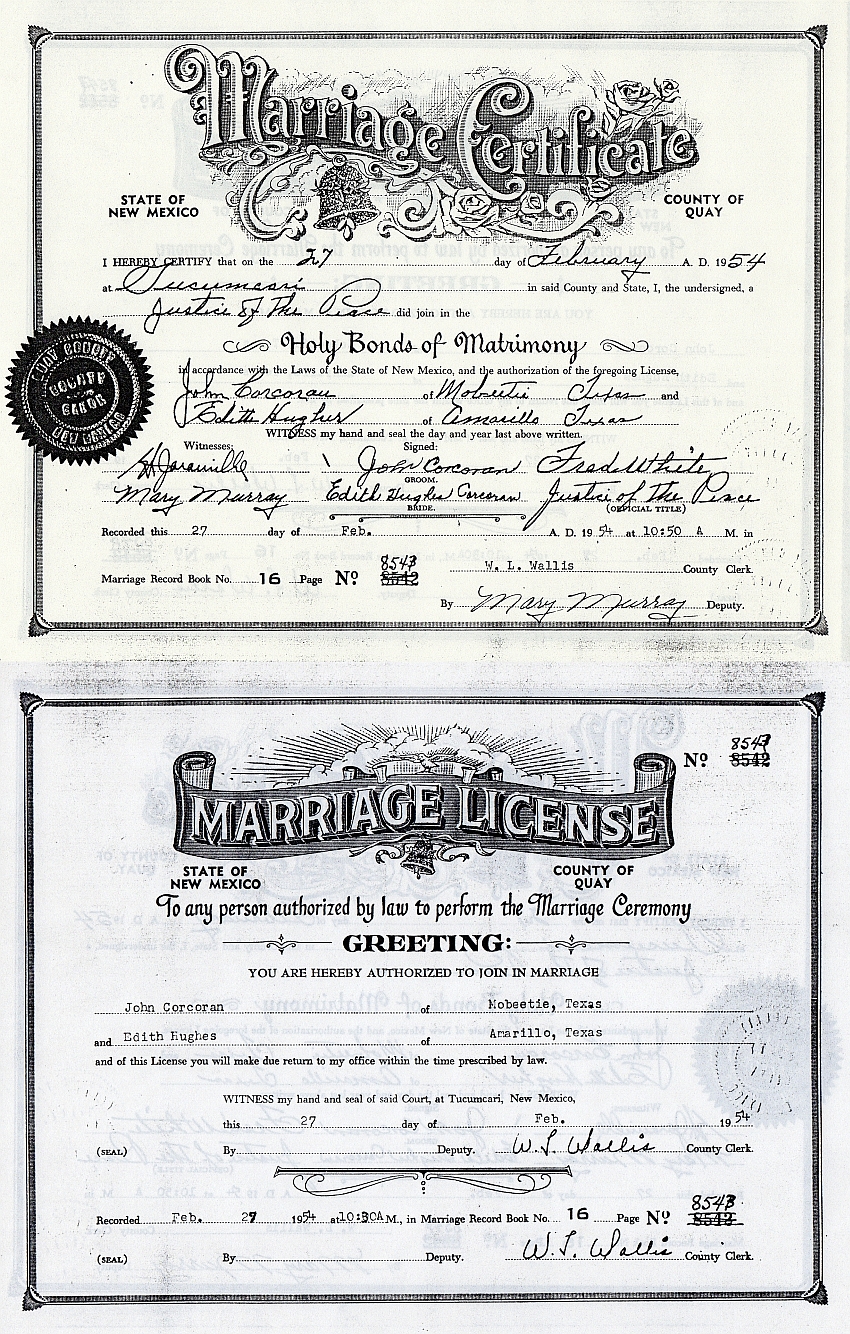 Marriage Certificate
STATE OF NEW MEXICO
COUNTY OF QUAY
I HEREBY CERTIFY that on the 27 day of February A. D. 1954
at Tucumcari in said County and State, I, the undersigned, a
Justice of The Peace did join in the
Holy Bonds of Matrimony
in accordance with the Laws of the State of New Mexico, and the authorization of the foregoing License,
John Corcoran of Mobeetie Texas and
Edith Hughes of Amarillo Texas
WITNESS my hand and seal the day and year last above written.
Witnesses: Signed:
John Corcoran Fred White
GROOM.
Mary Murray Edith Hughes Corcoran Justice of The Peace
BRIDE. (OFFICIAL TITLE)
Recorded this 27 day of Feb. A. D. 1954 at 10:50 A M. in
8543
Marriage Record Book No. 16 Page No 8542 W. L. Wallis County Clerk.
By Mary Murray Deputy.
QUAY COUNTY
COUNTY
CLERK
NEW MEXICO
8543
No 8542
MARRIAGE LICENSE
STATE OF NEW MEXICO
COUNTY OF QUAY
To any person authorized by law to perform the Marriage Ceremony
GREETING:
YOU ARE HEREBY AUTHORIZED TO JOIN IN MARRIAGE
John Corcoran of Mobeetie, Texas
and Edith Hughes of Amarillo, Texas
and of this License you will make due return to my office within the time prescribed by law.
WITNESS my hand and seal of said Court, at Tucumcari, New Mexico,
this 27 day of Feb. 1954
(SEAL) By Deputy. W. L. Wallis County Clerk.
8543
Recorded Feb. 27 1954 at 10:30A M., in Marriage Record Book No. 16 Page No
(SEAL) By Deputy. W. L. Wallis County Clerk.